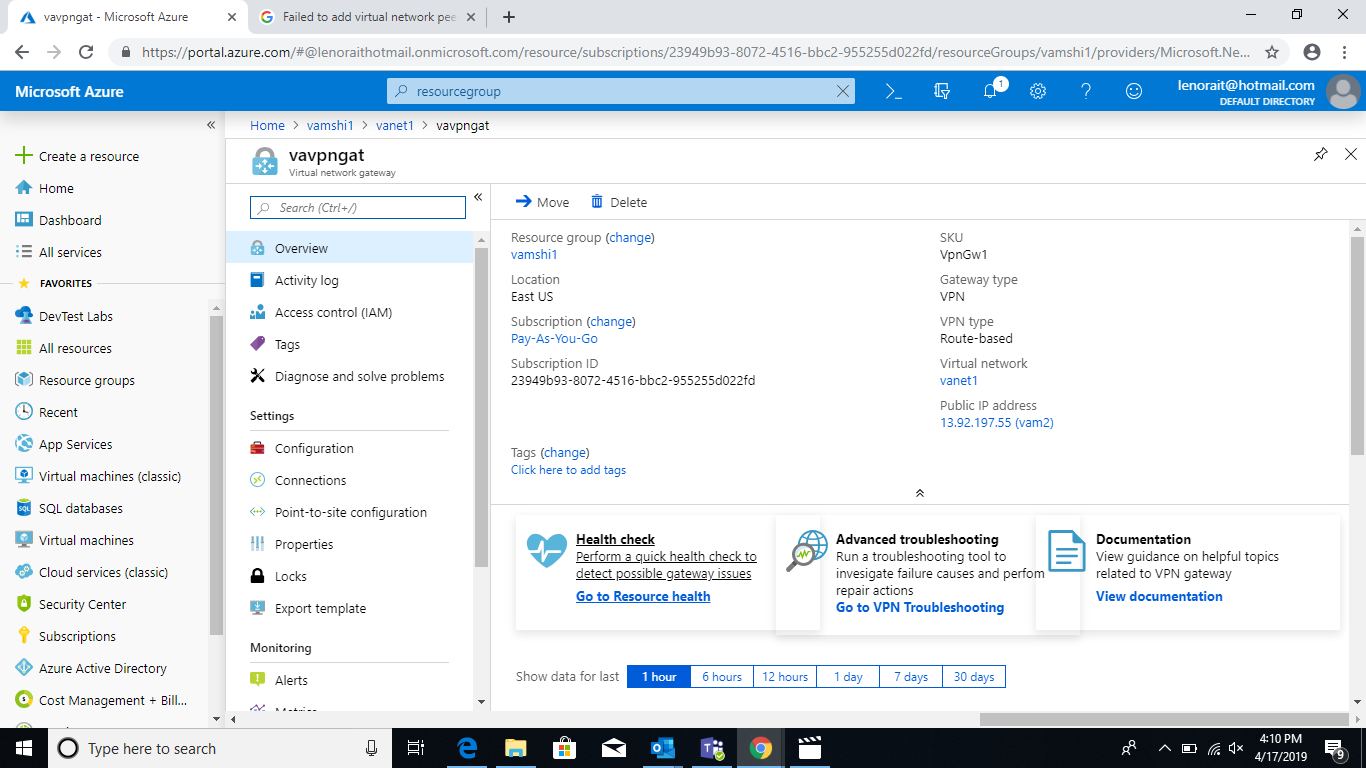 vavpngat - Microsoft Azure
Failed to add virtual network pee
https://portal.azure.com/#@lenoraithotmail.onmicrosoft.com/resource/subscriptions/23949b93-8072-4516-bbc2-955255d022fd/resourceGroups/vamshi1/providers/Microsoft.Ne...
Microsoft Azure
resourcegroup
1
lenorait@hotmail.com
DEFAULT DIRECTORY
Create a resource
Home
Dashboard
All services
FAVORITES
DevTest Labs
All resources
Resource groups
Recent
App Services
Virtual machines (classic)
SQL databases
Virtual machines
Cloud services (classic)
Security Center
Subscriptions
Azure Active Directory
Cost Management + Bill...
Home > vamshi1 > vanet1 > vavpngat
vavpngat
Virtual network gateway
Search (Ctrl+/)
Overview
Activity log
Access control (IAM)
Tags
Diagnose and solve problems
Settings
Configuration
Connections
Point-to-site configuration
Properties
Locks
Export template
Monitoring
Alerts
Metrics
Move
Delete
Resource group (change)
vamshi1
Location
East US
Subscription (change)
Pay-As-You-Go
Subscription ID
23949b93-8072-4516-bbc2-955255d022fd
SKU
VpnGw1
Gateway type
VPN
VPN type
Route-based
Virtual network
vanet1
Public IP address
13.92.197.55 (vam2)
Tags (change)
Click here to add tags
Health check
Perform a quick health check to
detect possible gateway issues
Go to Resource health
Advanced troubleshooting
Run a troubleshooting tool to
invesigate failure causes and perfom
repair actions
Go to VPN Troubleshooting
Documentation
View guidance on helpful topics
related to VPN gateway
View documentation
Show data for last
1 hour
6 hours
12 hours
1 day
7 days
30 days
Type here to search
4:10 PM
4/17/2019
9